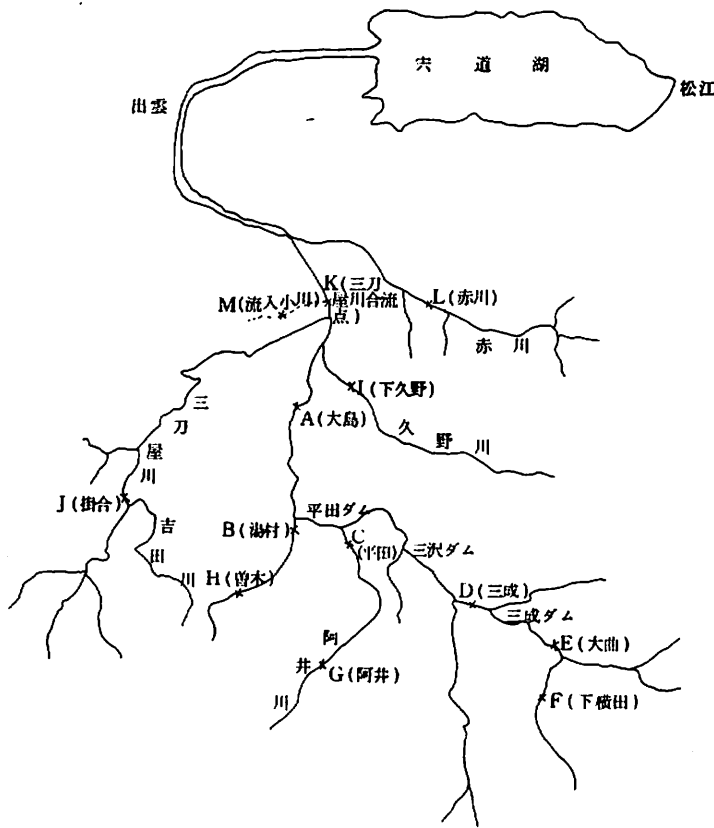 宍道湖
松江
出雲
K(三刀
屋川合流
点)
M(流入小川)
L(赤川)
赤川
I(下久野)
A(大島)
久野川
三刀屋川
J(掛合)
吉田川
平田ダム
B(湯村)
C
(平田)
三沢ダム
H(曽木)
D(三成)
三成ダム
E(大曲)
阿井川
G(阿井)
F(下横田)